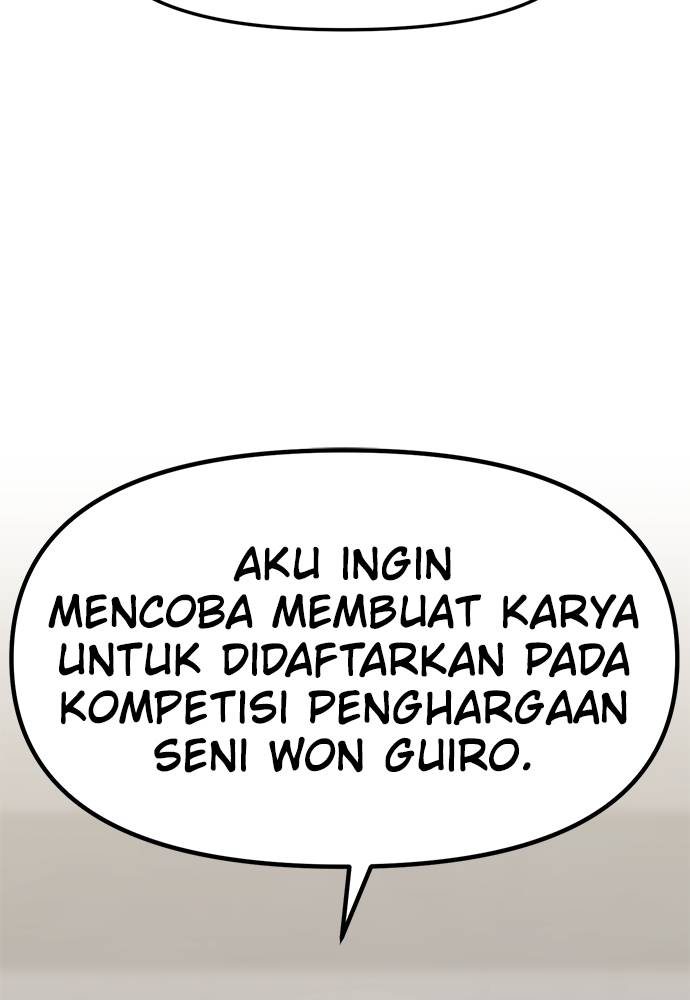 AKU INGIN
MENCOBA MEMBUAT KARYA
UNTUK DIDAFTARKAN PADA
KOMPETISI PENGHARGAAN
SENI WON GUIRO.